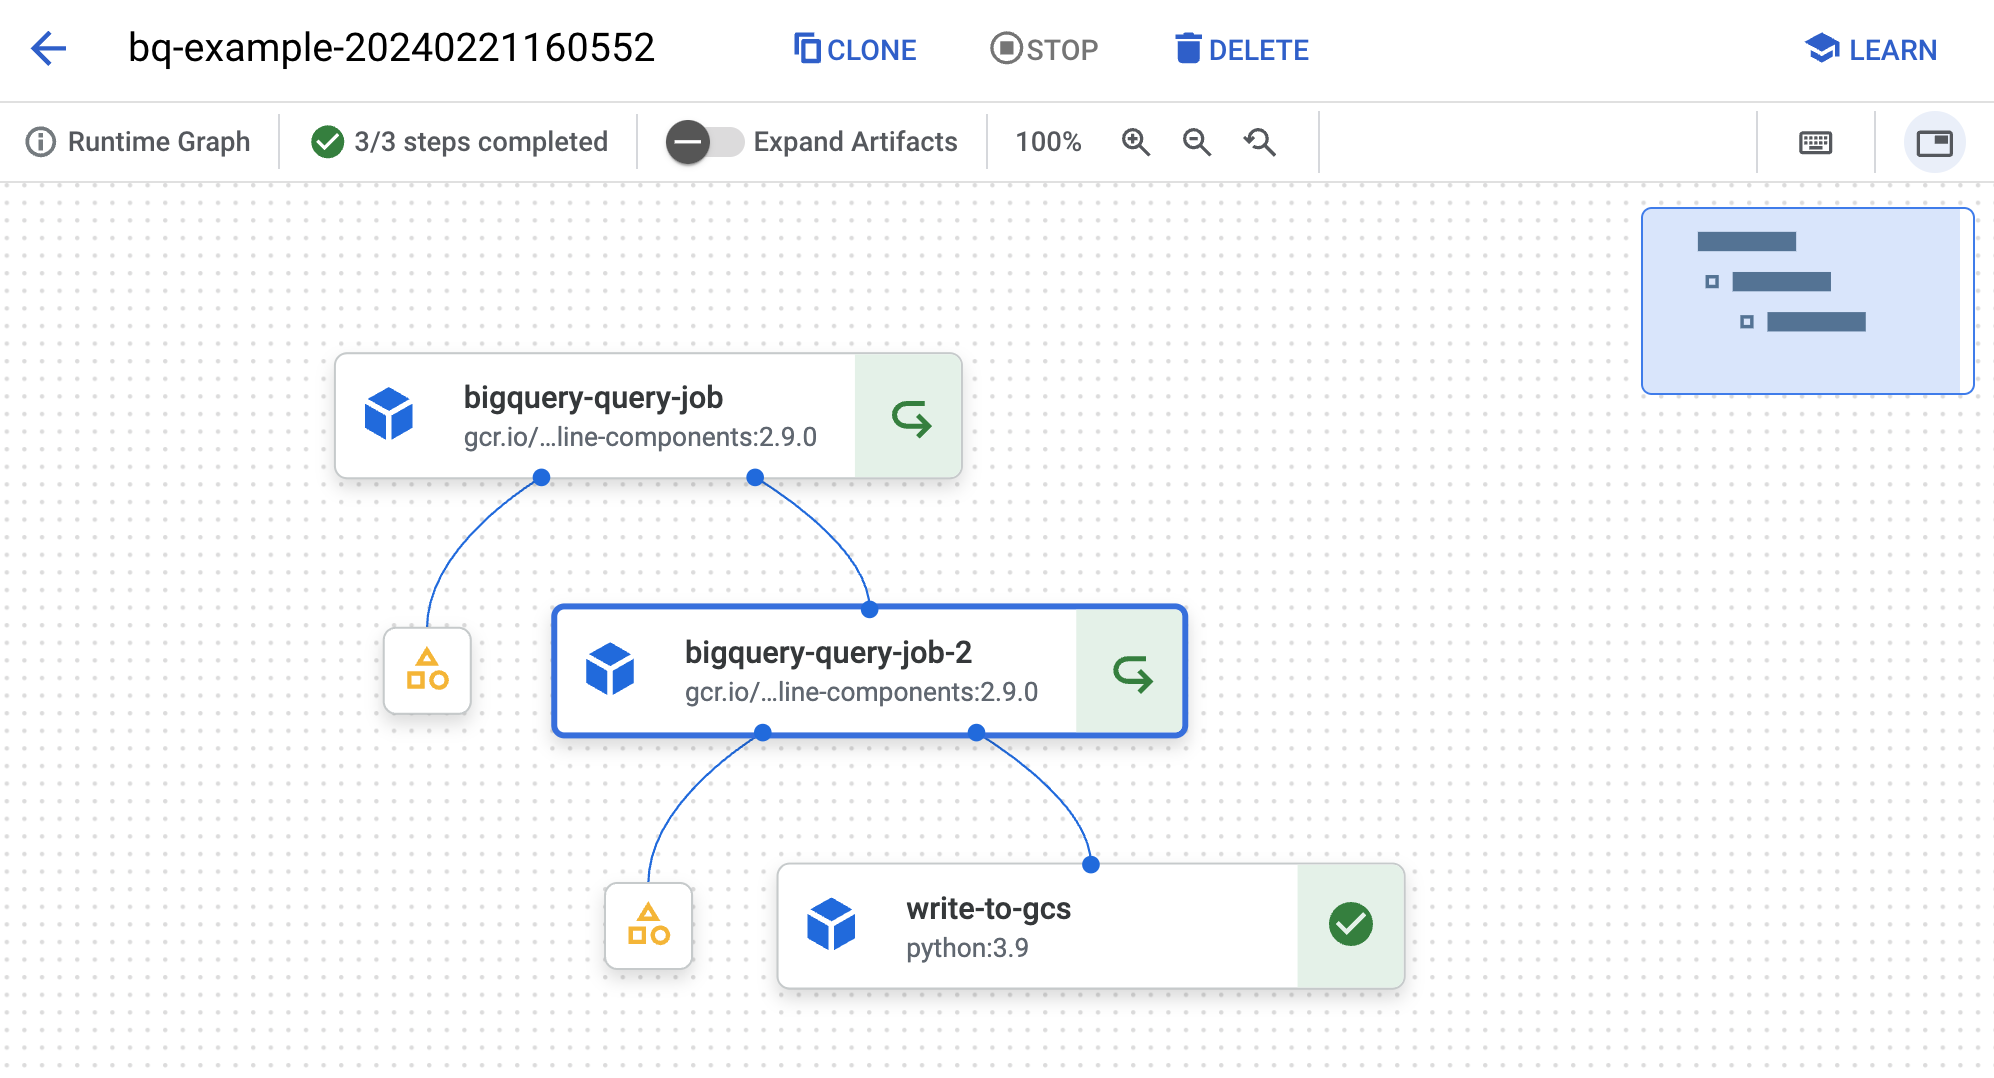 bq-example-20240221160552
CLONE
STOP
DELETE
LEARN
Runtime Graph
3/3 steps completed
Expand Artifacts
100%
bigquery-query-job
gcr.io/...line-components:2.9.0
bigquery-query-job-2
gcr.io/...line-components:2.9.0
write-to-gcs
python:3.9